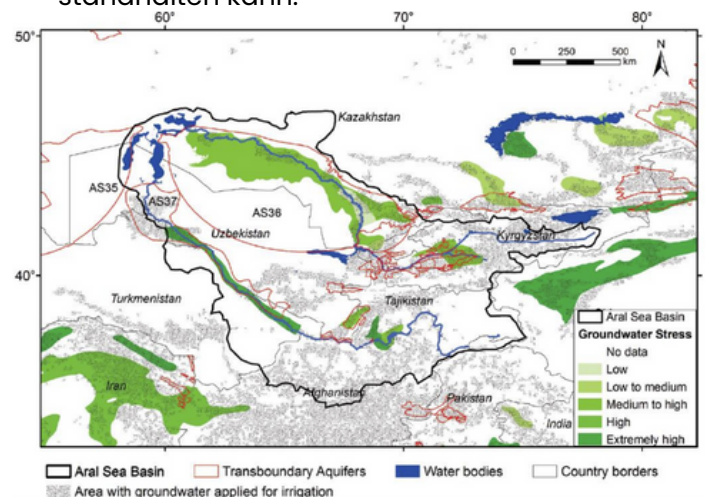 standhalten kann.
60°
70°
80°
50°
0 250 500
km
N
Kazakhstan
AS35
AS37
AS36
Uzbekistan
Kyrgyzstan
40°
Turkmenistan
Tajikistan
Iran
Afghanistan
Pakistan
India
Aral Sea Basin
Groundwater Stress
No data
Low
Low to medium
Medium to high
High
Extremely high
Aral Sea Basin Transboundary Aquifers Water bodies Country borders
Area with groundwater applied for irrigation